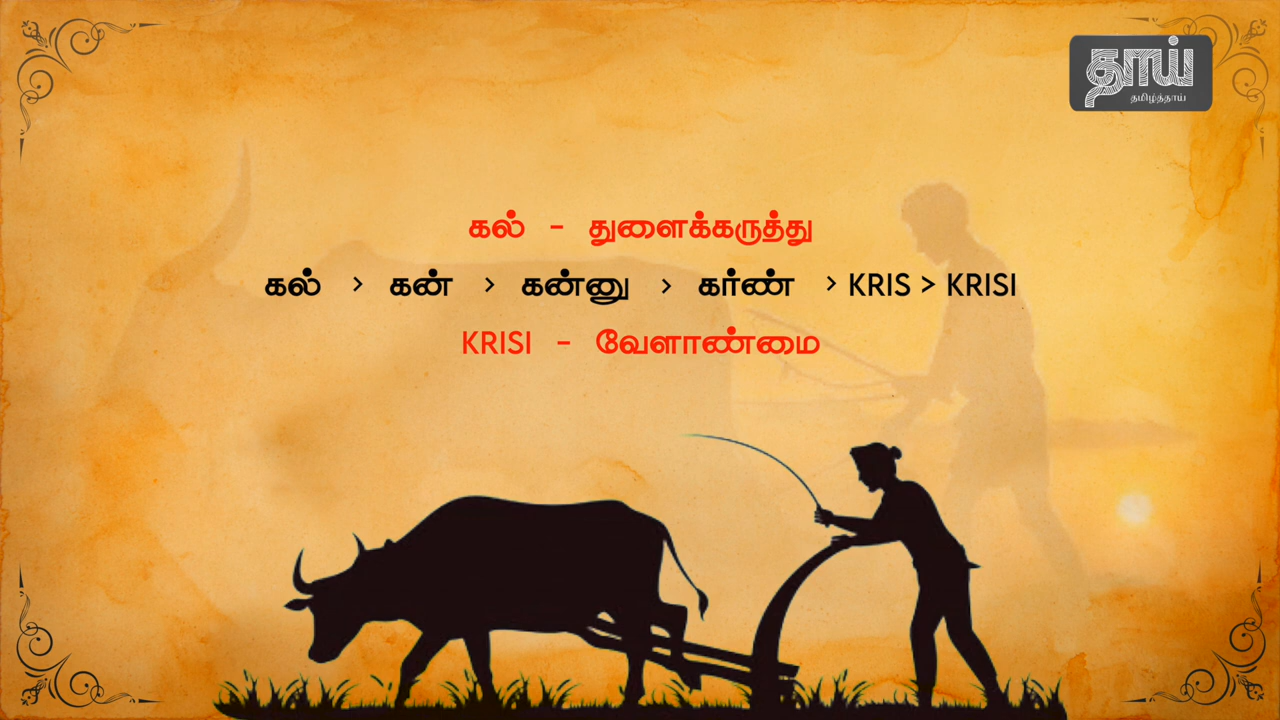 தாய்
தமிழ்த்தாய்
கல் - துளைக்கருத்து
கல் > கன் > கன்னு > கர்ண் > KRIS > KRISI
KRISI - வேளாண்மை